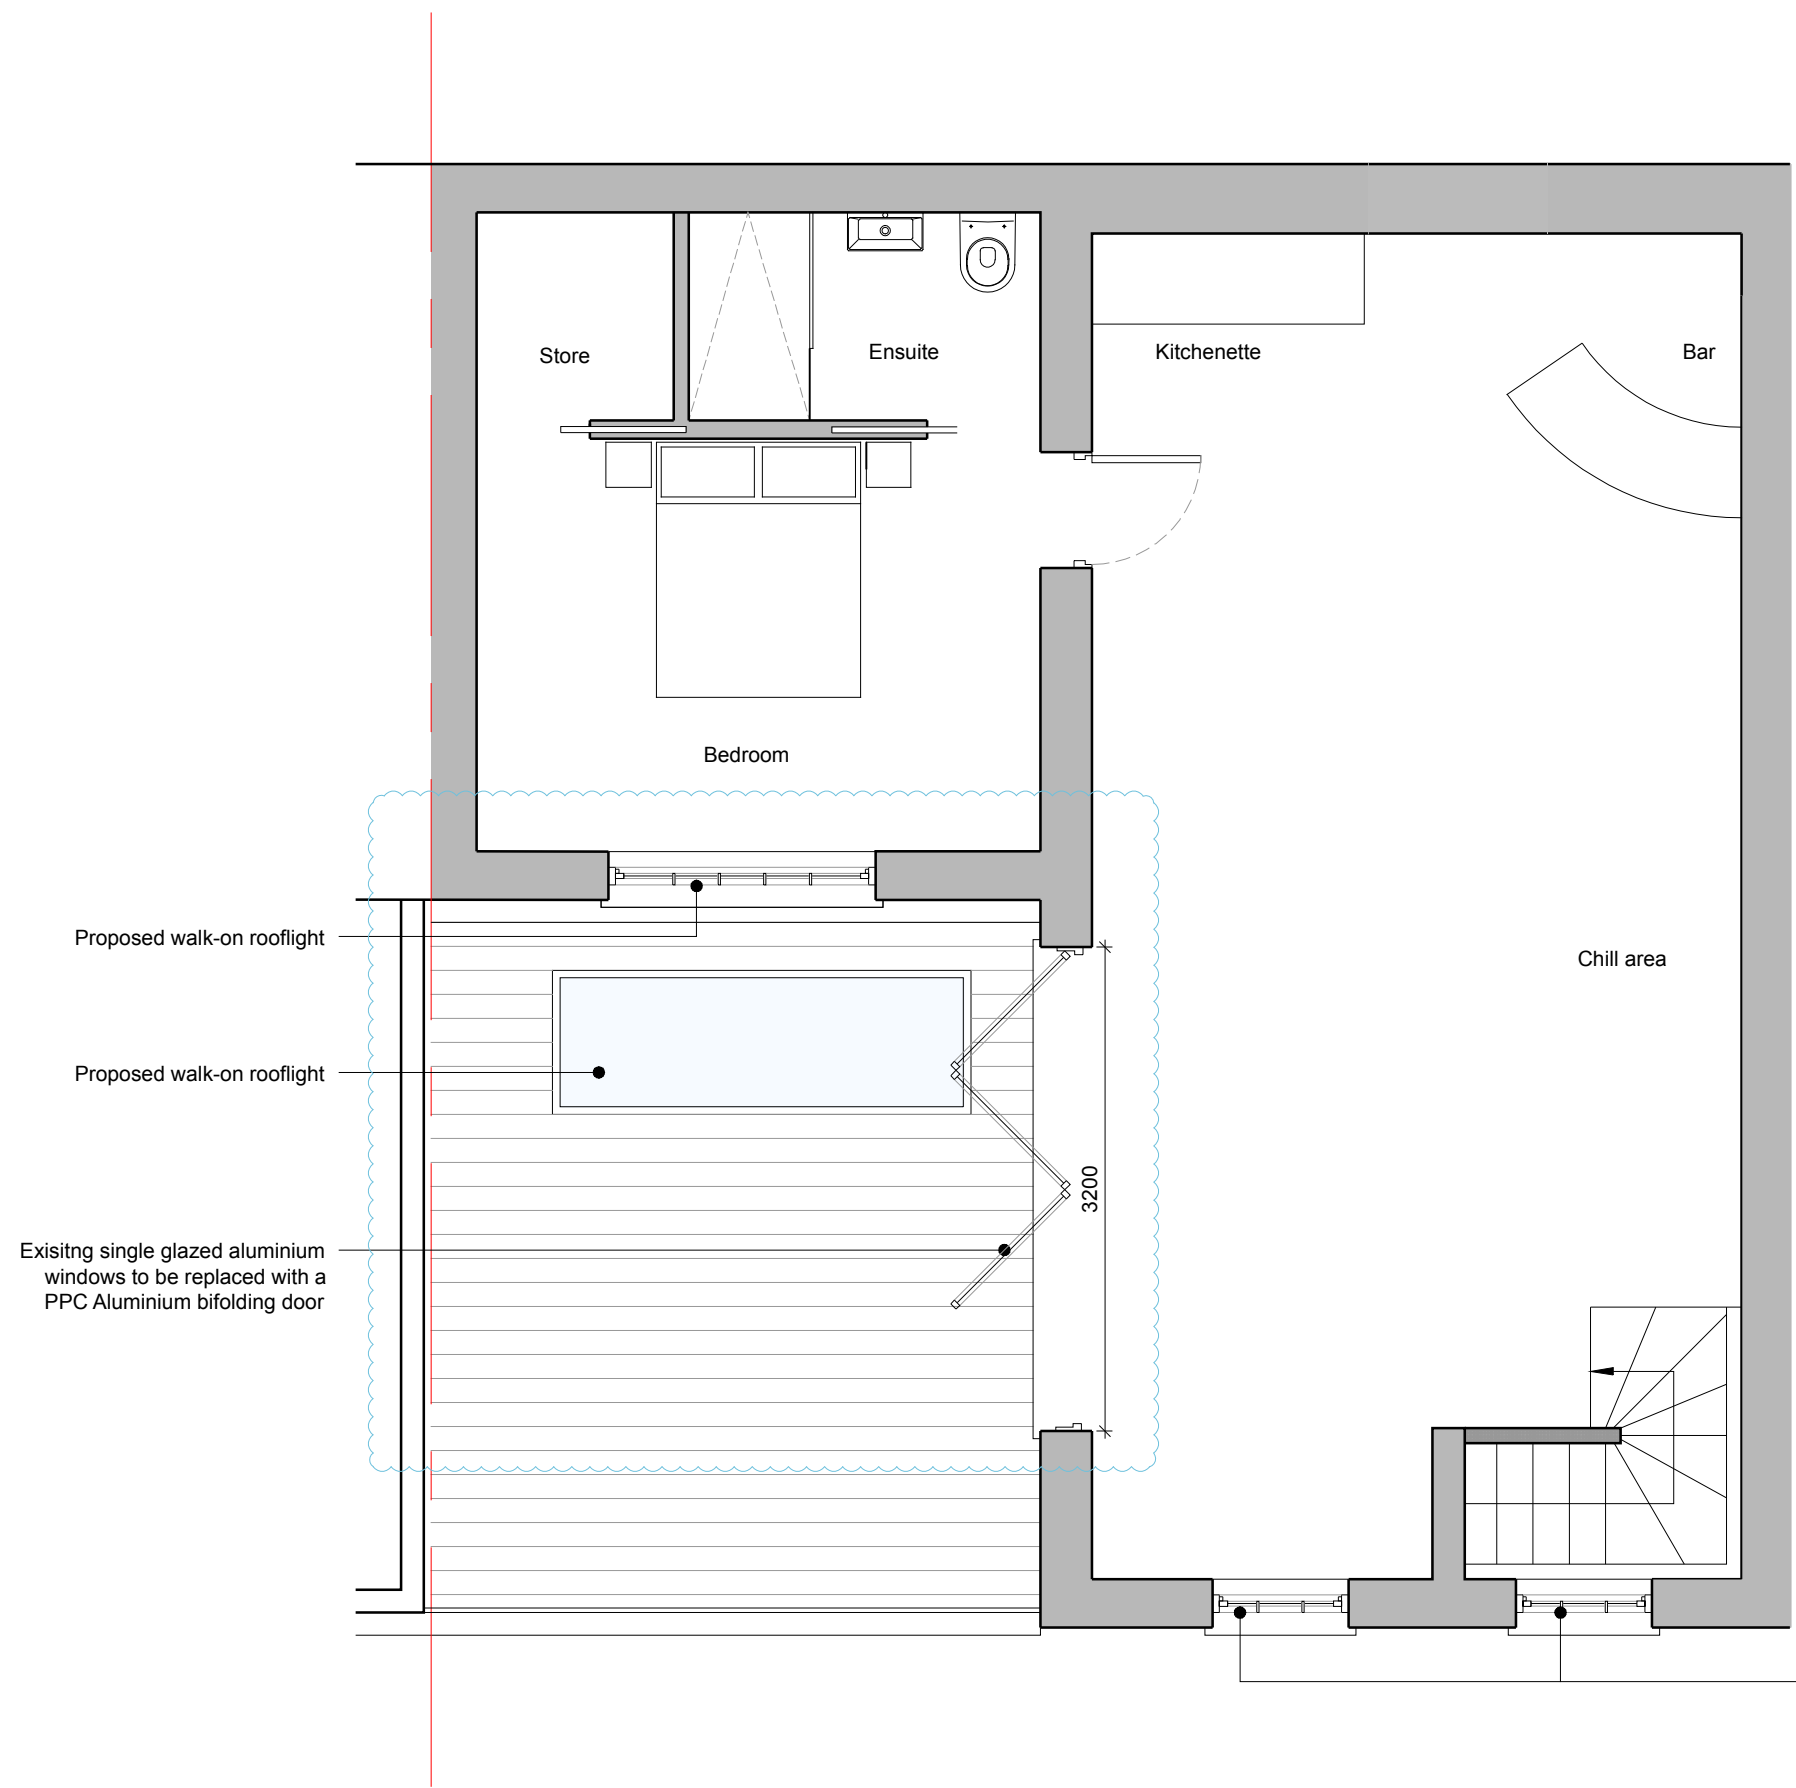 Store
Ensuite
Kitchenette
Bar
Bedroom
Proposed walk-on rooflight
Chill area
Proposed walk-on rooflight
3200
Exisitng single glazed aluminium
windows to be replaced with a
PPC Aluminium bifolding door